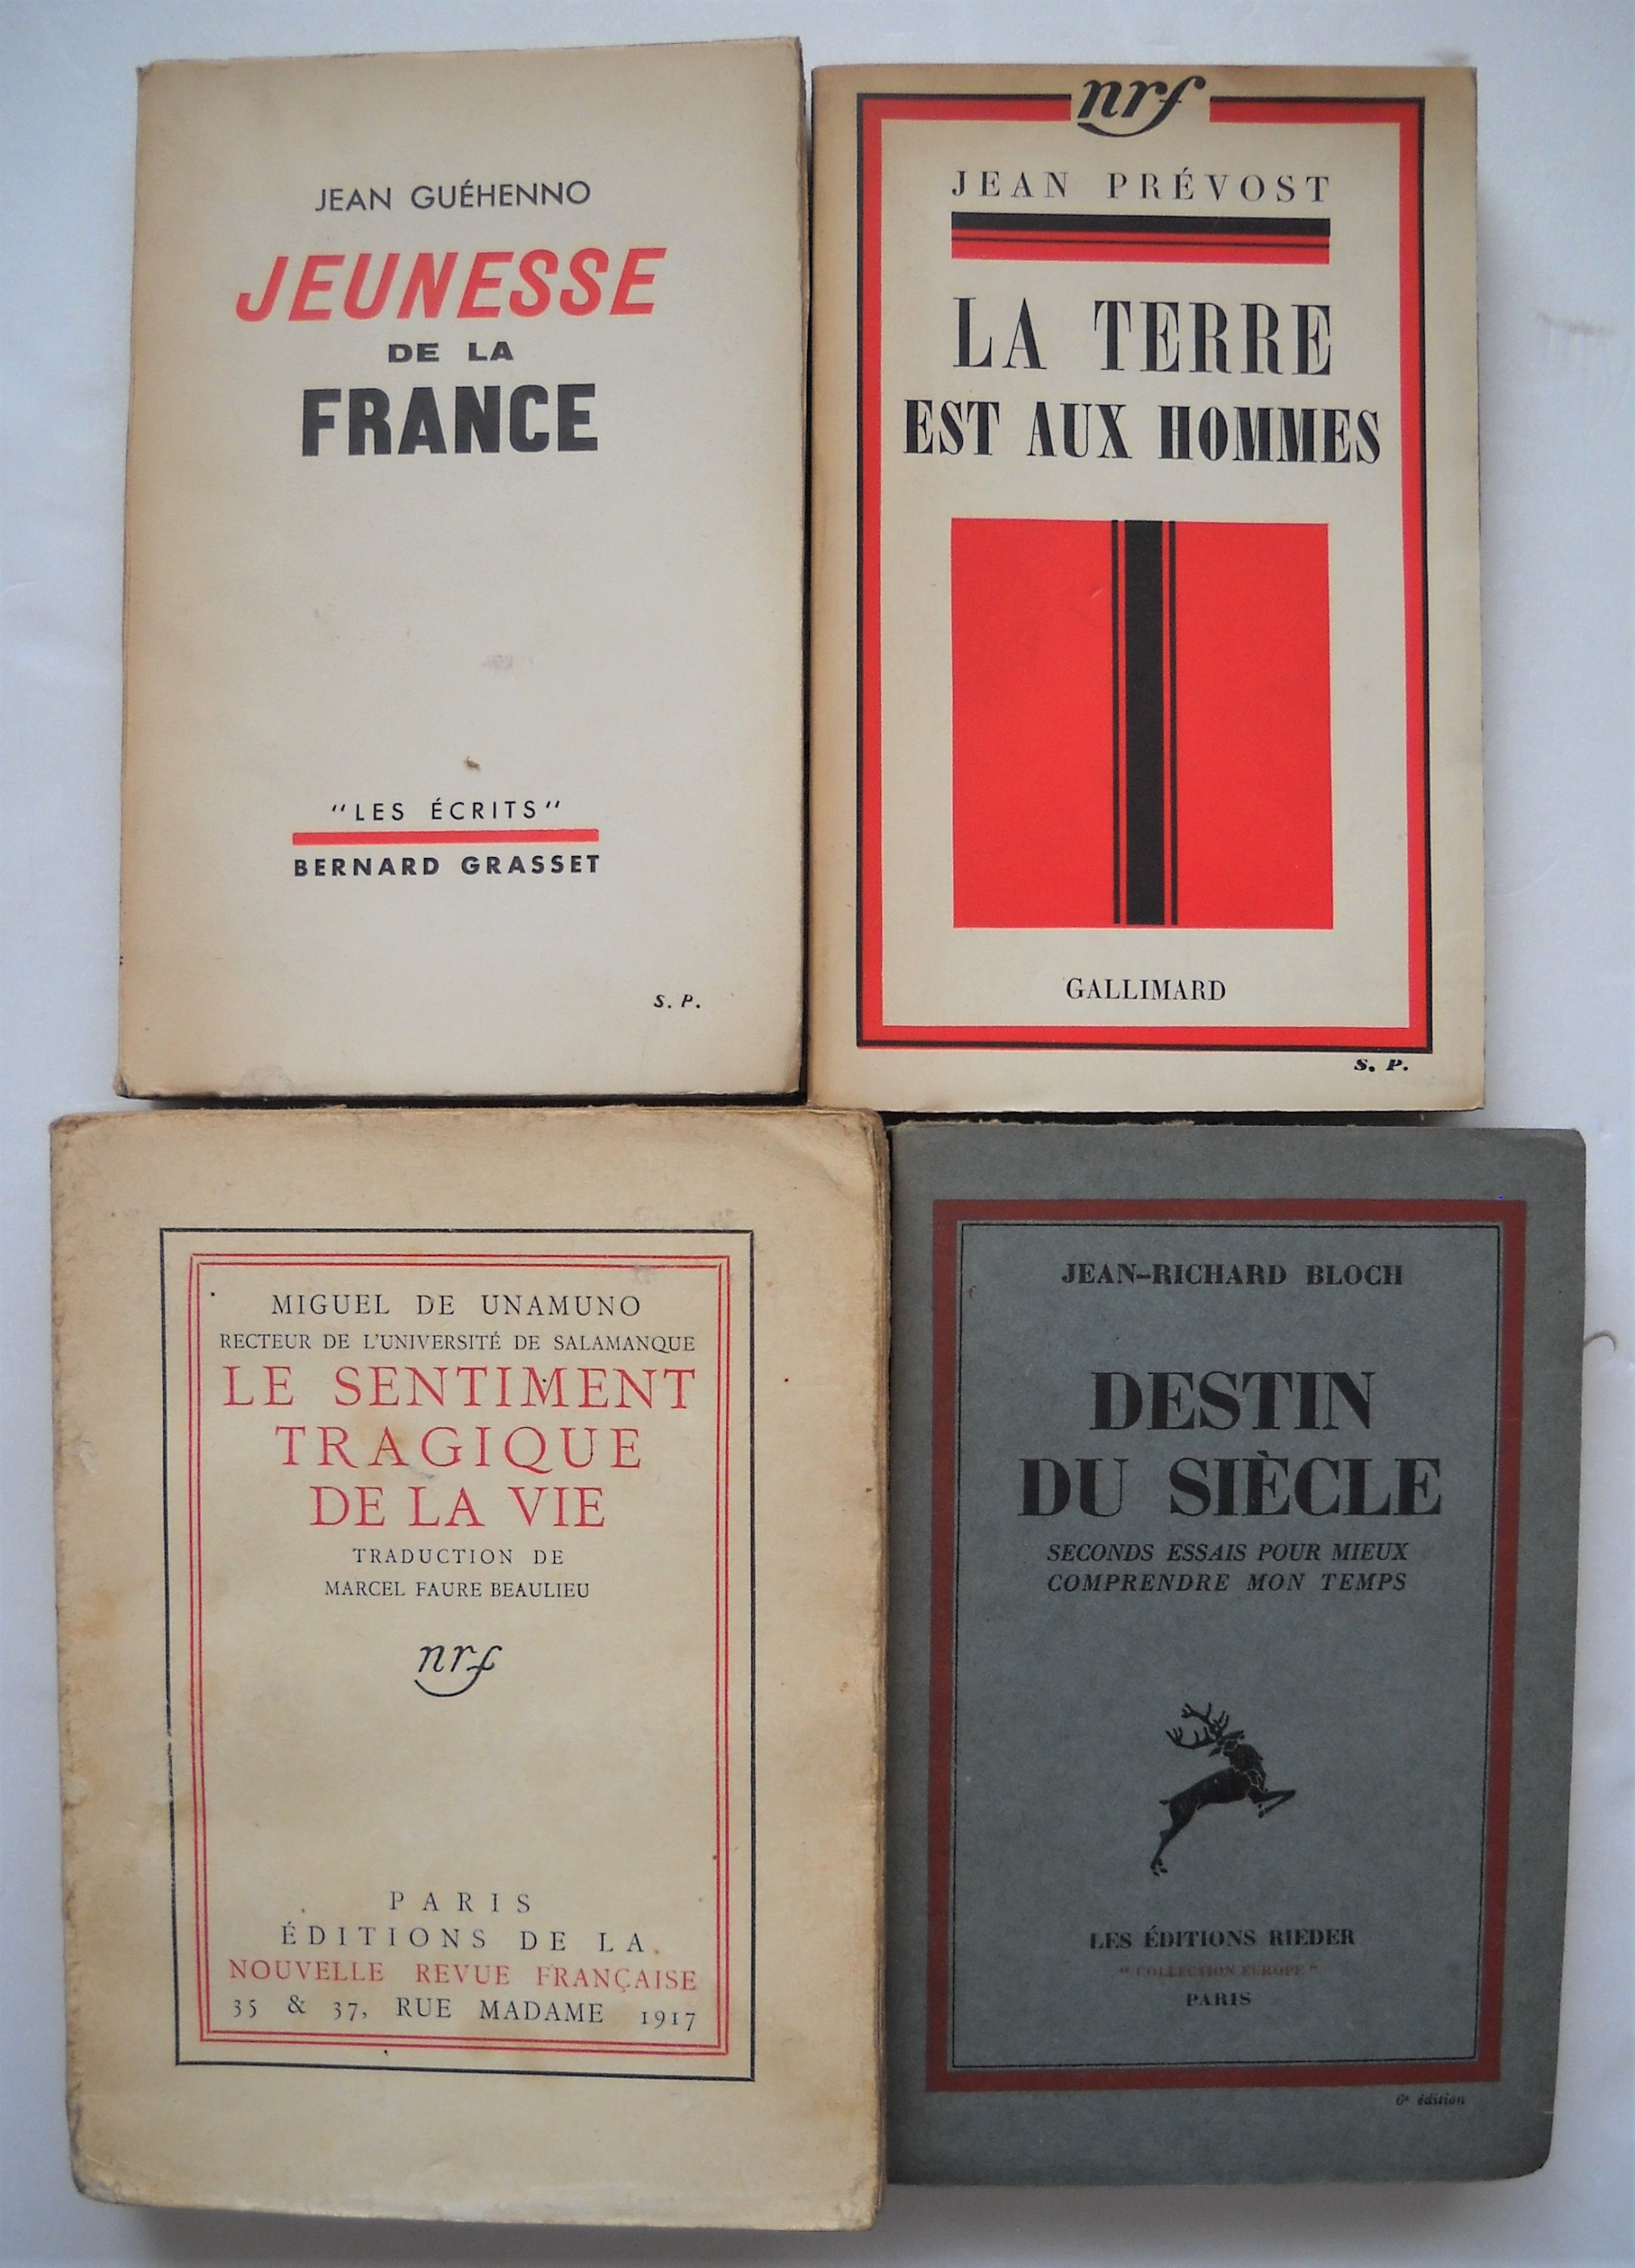 JEAN GUÉHENNO
JEUNESSE
DE LA
FRANCE
"LES ÉCRITS"
BERNARD GRASSET
S. P.
nrf
JEAN PRÉVOST
LA TERRE
EST AUX HOMMES
GALLIMARD
S. P.
MIGUEL DE UNAMUNO
RECTEUR DE L'UNIVERSITÉ DE SALAMANQUE
LE SENTIMENT
TRAGIQUE
DE LA VIE
TRADUCTION DE
MARCEL FAURE BEAULIEU
nrf
PARIS
ÉDITIONS DE LA
NOUVELLE REVUE FRANÇAISE
35 & 37, RUE MADAME 1917
JEAN-RICHARD BLOCH
DESTIN
DU SIÈCLE
SECONDS ESSAIS POUR MIEUX
COMPRENDRE MON TEMPS
LES ÉDITIONS RIEDER
"COLLECTION EUROPE"
PARIS
6e édition